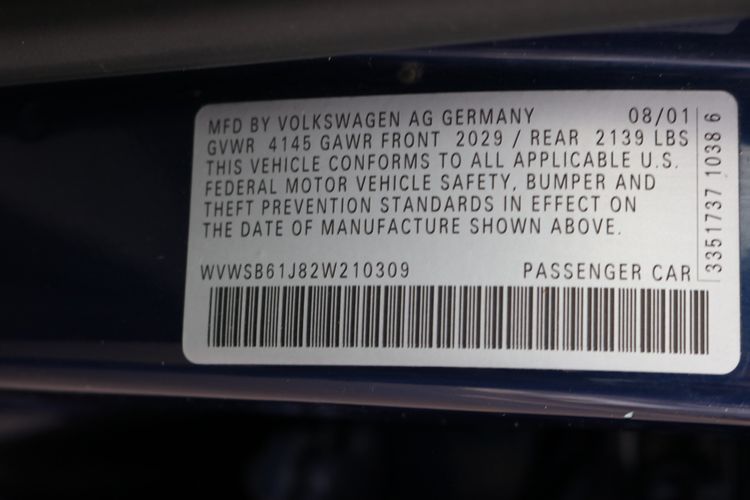 MFD BY VOLKSWAGEN AG GERMANY 08/01
GVWR 4145 GAWR FRONT 2029 / REAR 2139 LBS
THIS VEHICLE CONFORMS TO ALL APPLICABLE U.S.
FEDERAL MOTOR VEHICLE SAFETY, BUMPER AND
THEFT PREVENTION STANDARDS IN EFFECT ON
THE DATE OF MANUFACTURE SHOWN ABOVE.
WVWSB61J82W210309 PASSENGER CAR
3351737 10386